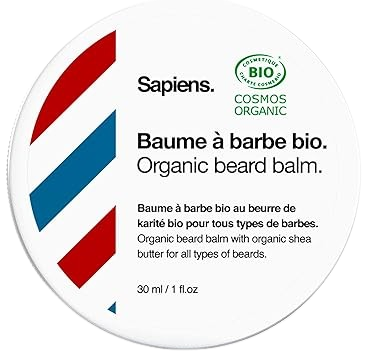 Sapiens.
COSMÉTIQUE
BIO
CHARTE COSMEBIO
COSMOS
ORGANIC
Baume à barbe bio.
Organic beard balm.
Baume à barbe bio au beurre de
karité bio pour tous types de barbes.
Organic beard balm with organic shea
butter for all types of beards.
30 ml / 1 fl.oz